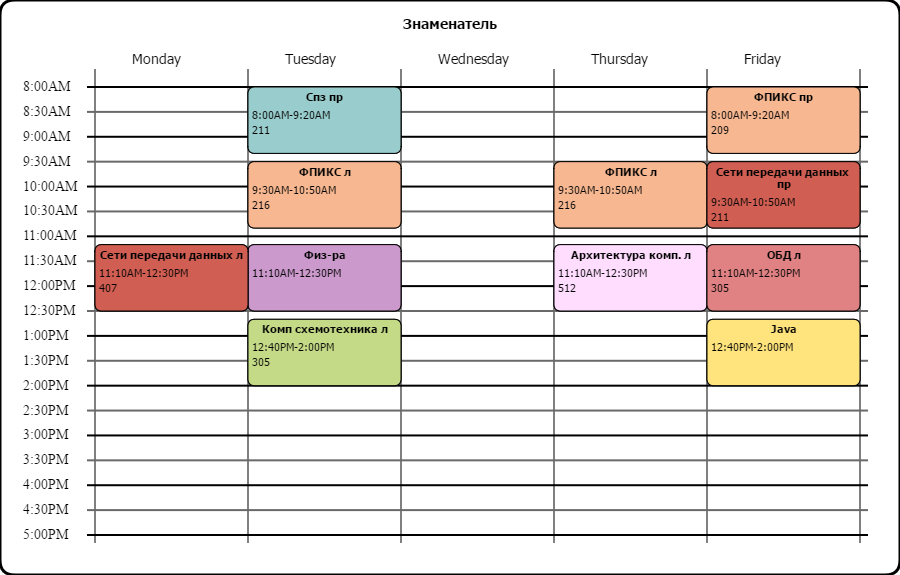 Знаменатель
Monday Tuesday Wednesday Thursday Friday
8:00AM
8:30AM
9:00AM
9:30AM
10:00AM
10:30AM
11:00AM
11:30AM
12:00PM
12:30PM
1:00PM
1:30PM
2:00PM
2:30PM
3:00PM
3:30PM
4:00PM
4:30PM
5:00PM
Сети передачи данных л
11:10AM-12:30PM
407
Спз пр
8:00AM-9:20AM
211
ФПИКС л
9:30AM-10:50AM
216
Физ-ра
11:10AM-12:30PM
Комп схемотехника л
12:40PM-2:00PM
305
ФПИКС л
9:30AM-10:50AM
216
Архитектура комп. л
11:10AM-12:30PM
512
ФПИКС пр
8:00AM-9:20AM
209
Сети передачи данных
пр
9:30AM-10:50AM
211
ОБД л
11:10AM-12:30PM
305
Java
12:40PM-2:00PM